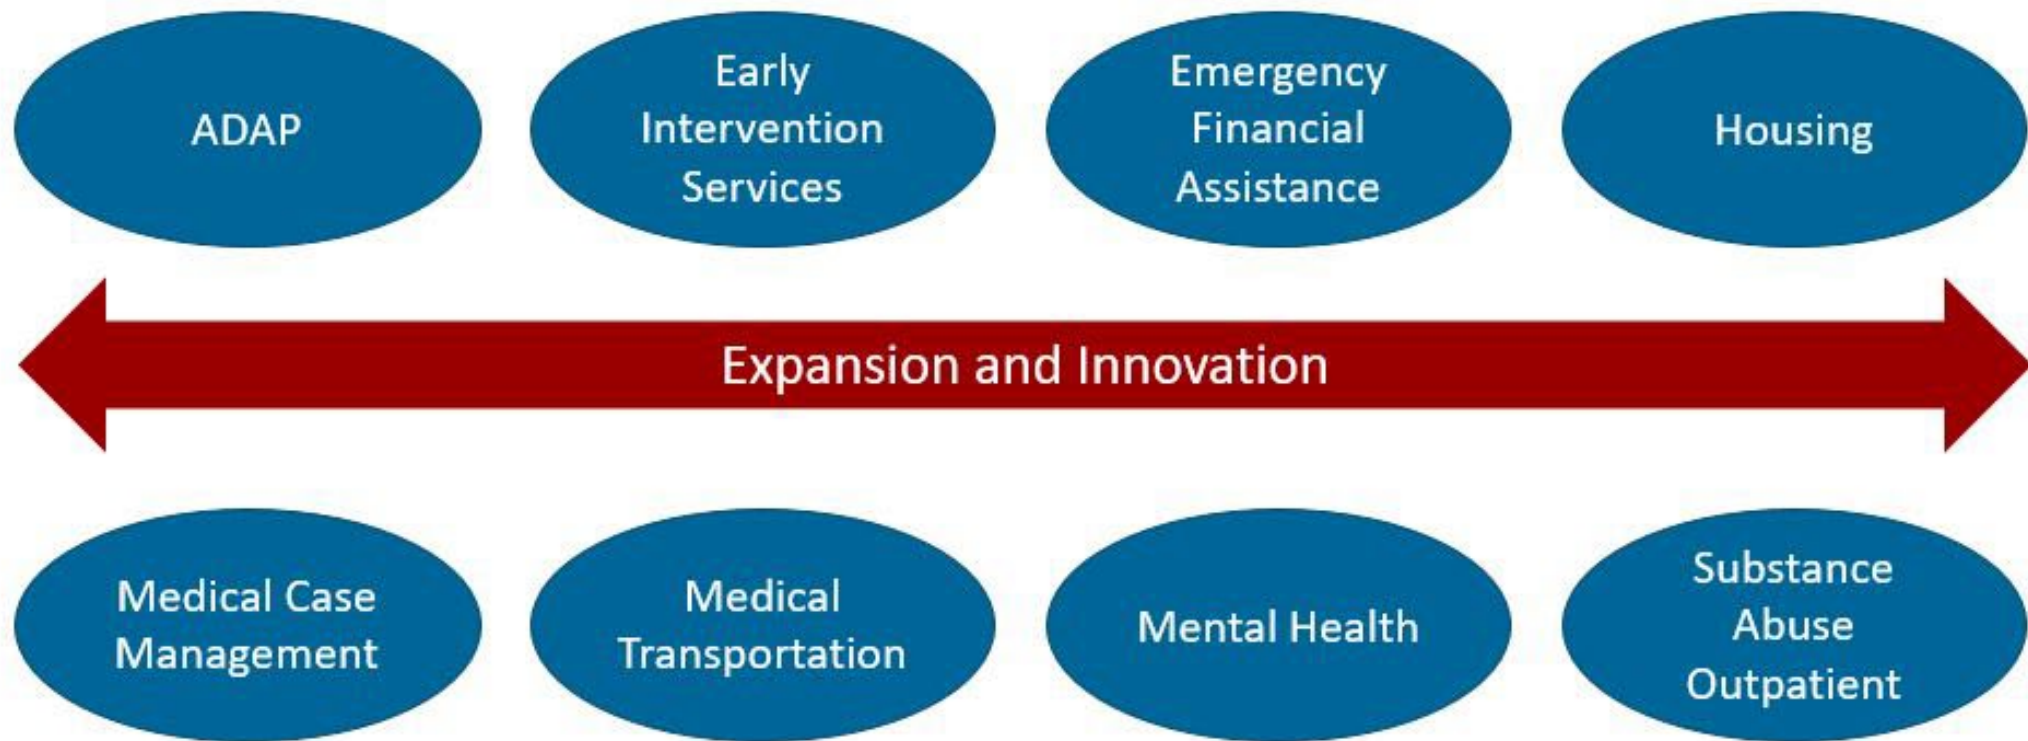 ADAP
Early
Intervention
Services
Emergency
Financial
Assistance
Housing
Expansion and Innovation
Medical Case
Management
Medical
Transportation
Mental Health
Substance
Abuse
Outpatient